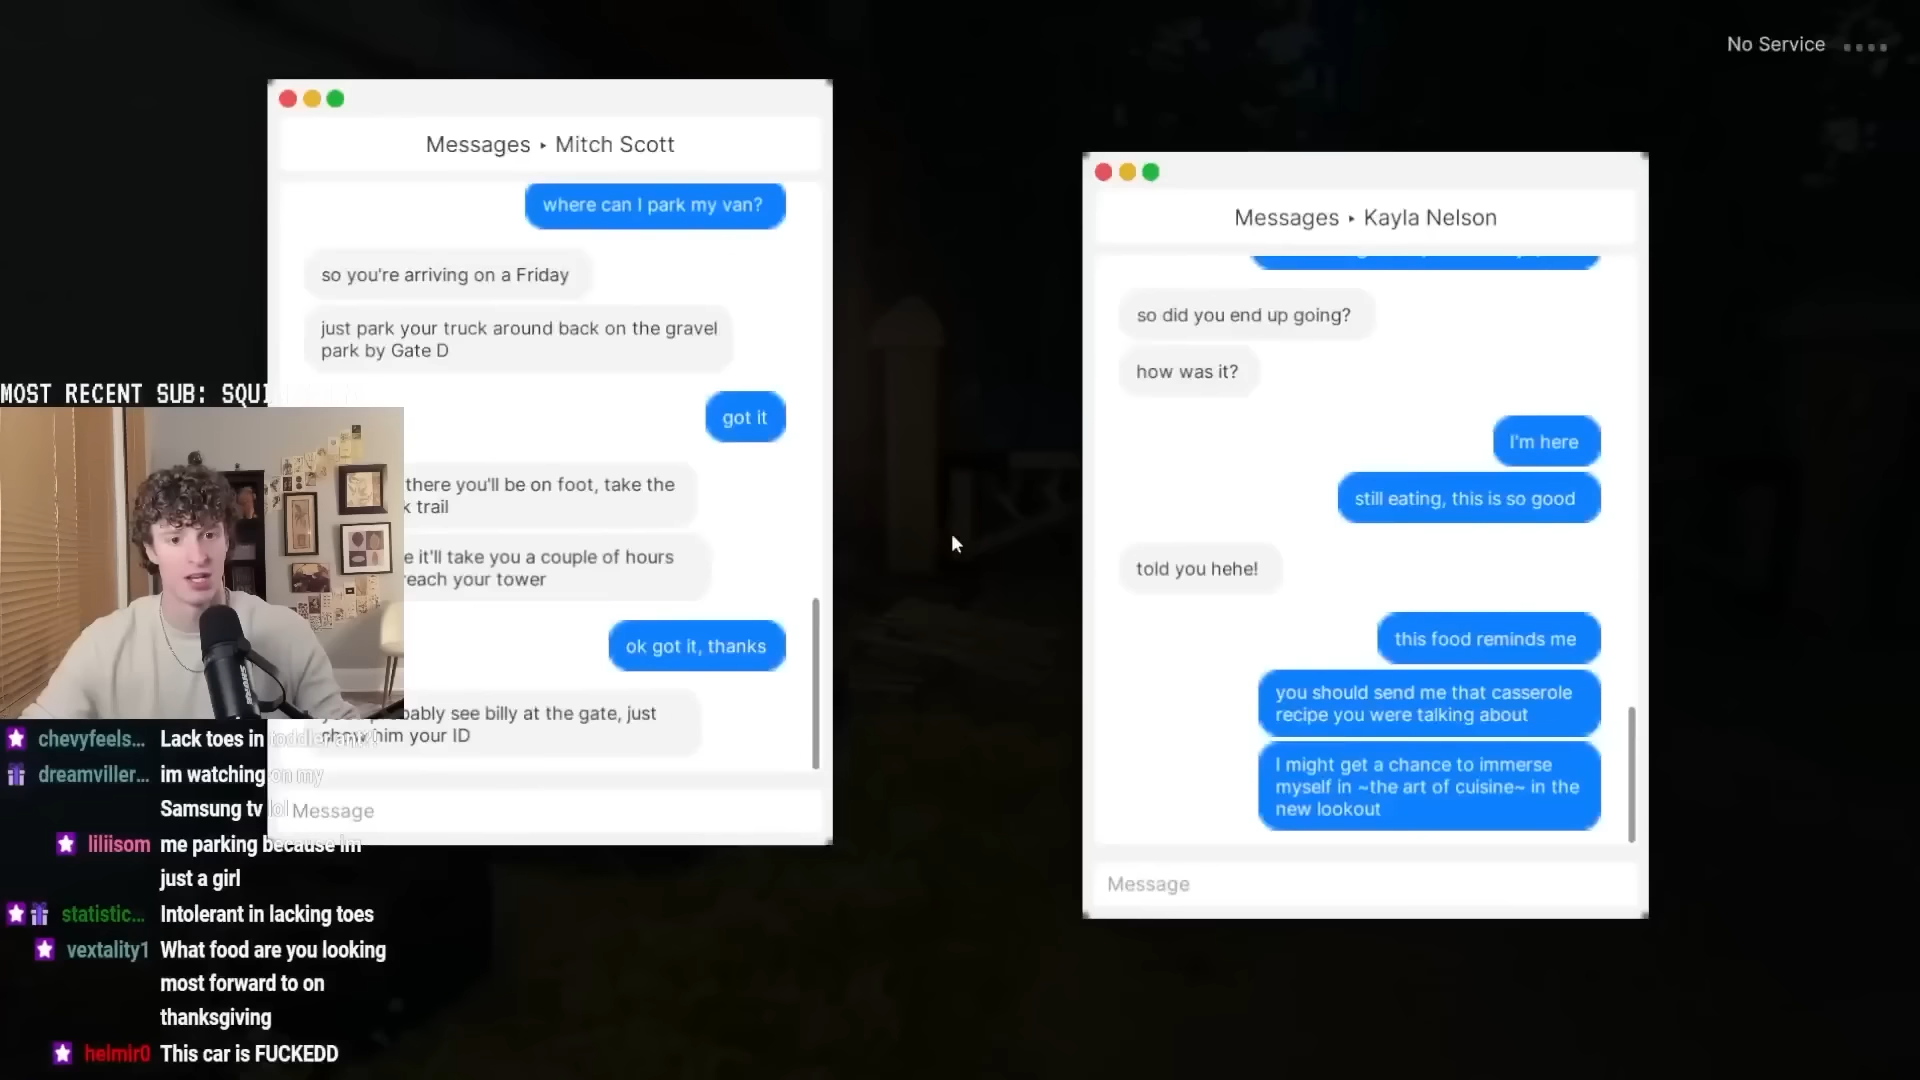 No Service
Messages ‣ Mitch Scott
where can I park my van?
so you're arriving on a Friday
just park your truck around back on the gravel
park by Gate D
got it
there you'll be on foot, take the
trail
it'll take you a couple of hours
reach your tower
ok got it, thanks
probably see billy at the gate, just
show him your ID
Message
Messages ‣ Kayla Nelson
so did you end up going?
how was it?
I'm here
still eating, this is so good
told you hehe!
this food reminds me
you should send me that casserole
recipe you were talking about
I might get a chance to immerse
myself in ~the art of cuisine~ in the
new lookout
Message
MOST RECENT SUB:
chevyfeels... Lack toes in
dreamviller... im watching on my
Samsung tv lol
liliisom me parking because im
just a girl
statistic... Intolerant in lacking toes
vextality1 What food are you looking
most forward to on
thanksgiving
helmir0 This car is FUCKEDD